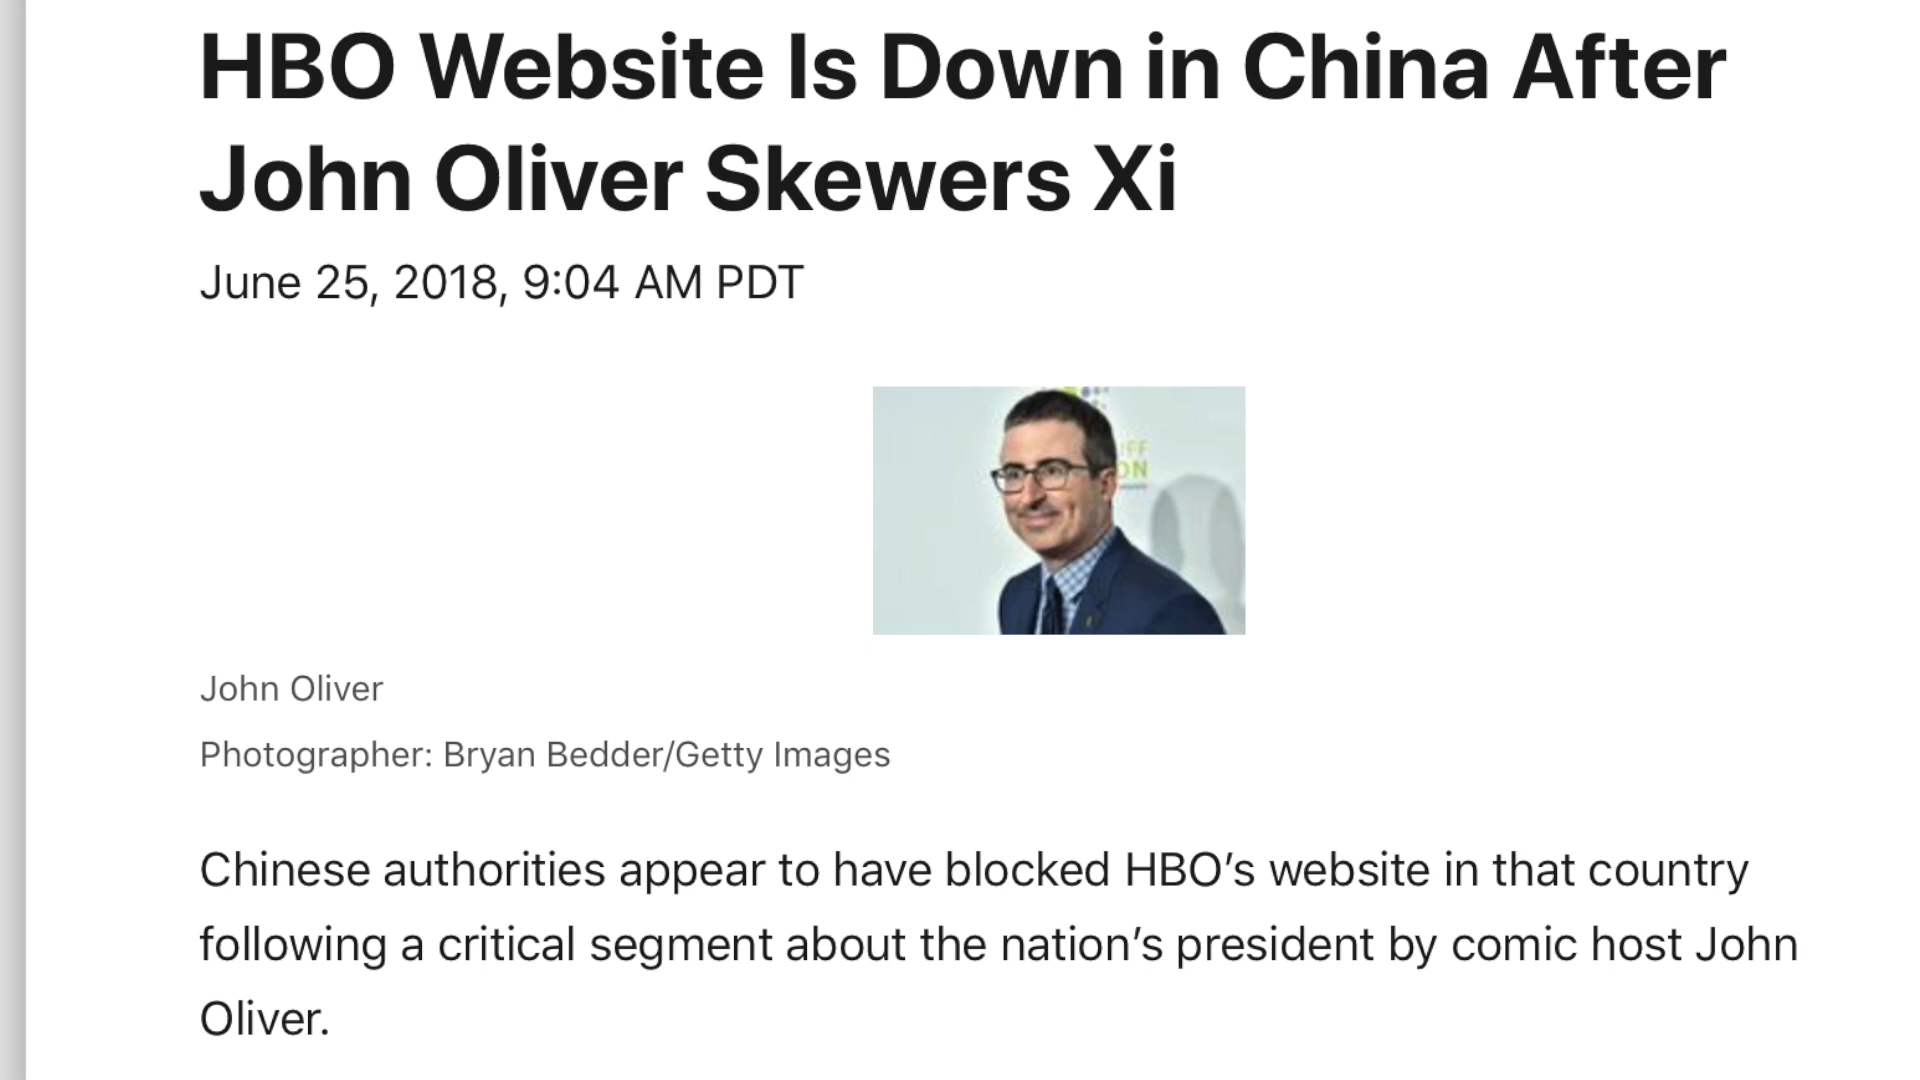 HBO Website Is Down in China After
John Oliver Skewers Xi
June 25, 2018, 9:04 AM PDT
IFF
ON
John Oliver
Photographer: Bryan Bedder/Getty Images
Chinese authorities appear to have blocked HBO’s website in that country
following a critical segment about the nation’s president by comic host John
Oliver.